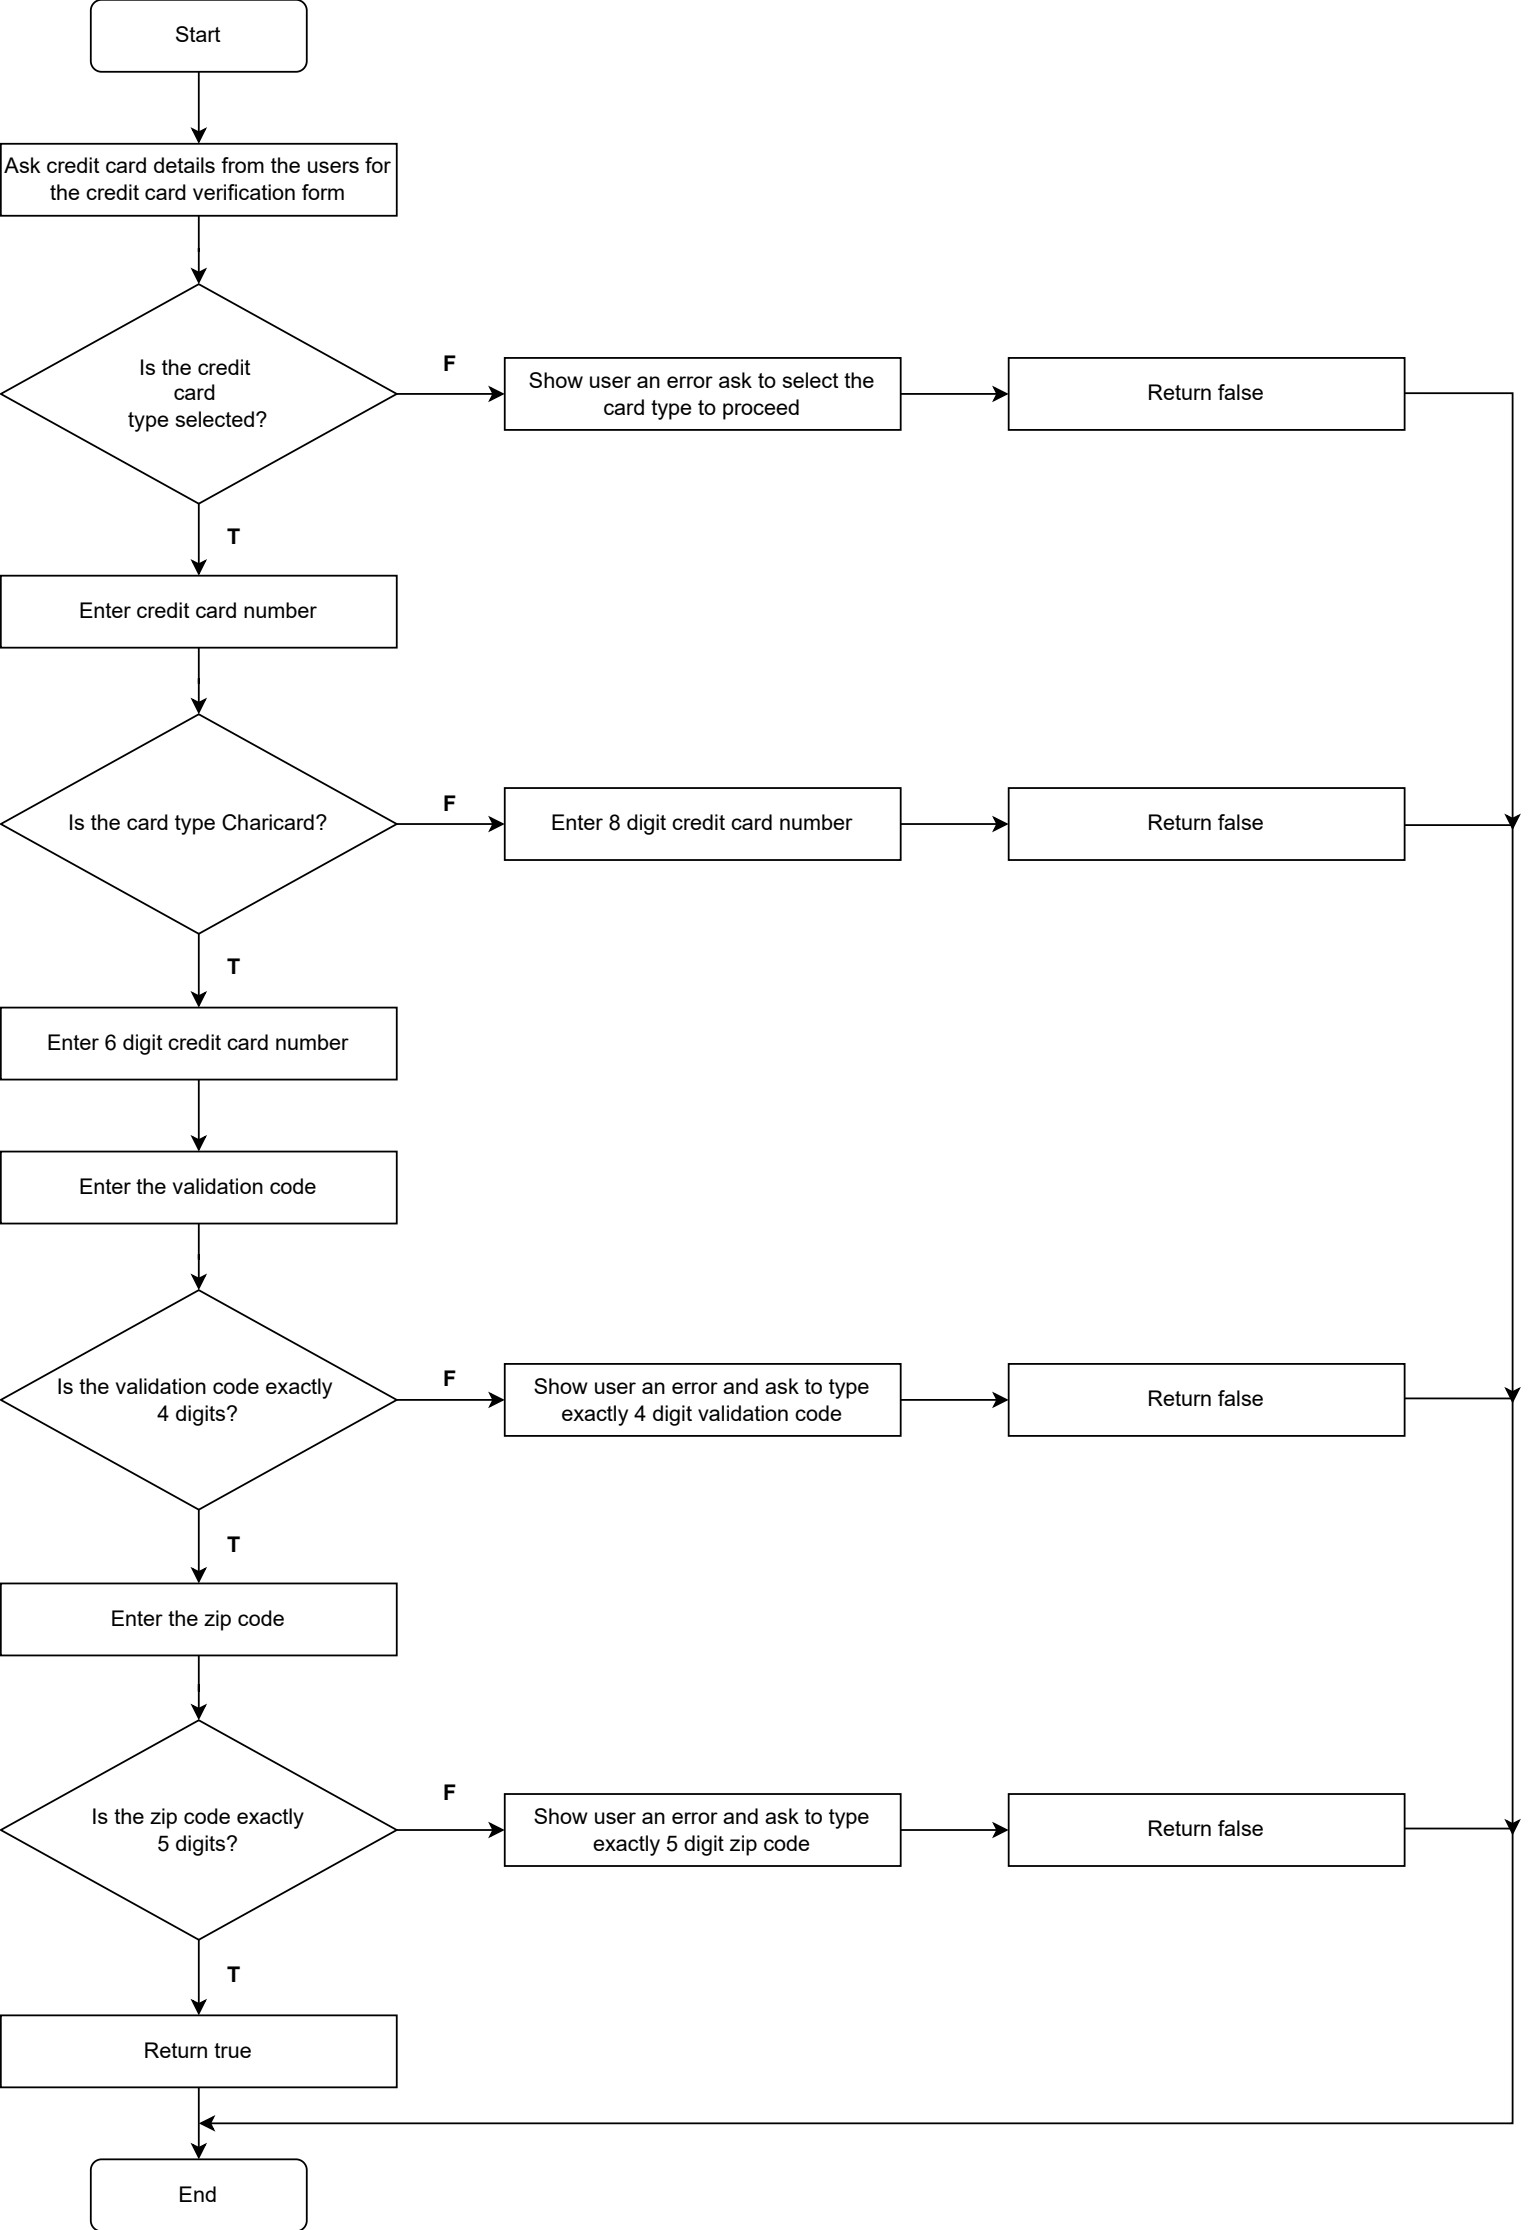 Start
Ask credit card details from the users for
the credit card verification form
Is the credit
card
type selected?
F
Show user an error ask to select the
card type to proceed
Return false
T
Enter credit card number
Is the card type Charicard?
F
Enter 8 digit credit card number
Return false
T
Enter 6 digit credit card number
Enter the validation code
Is the validation code exactly
4 digits?
F
Show user an error and ask to type
exactly 4 digit validation code
Return false
T
Enter the zip code
Is the zip code exactly
5 digits?
F
Show user an error and ask to type
exactly 5 digit zip code
Return false
T
Return true
End